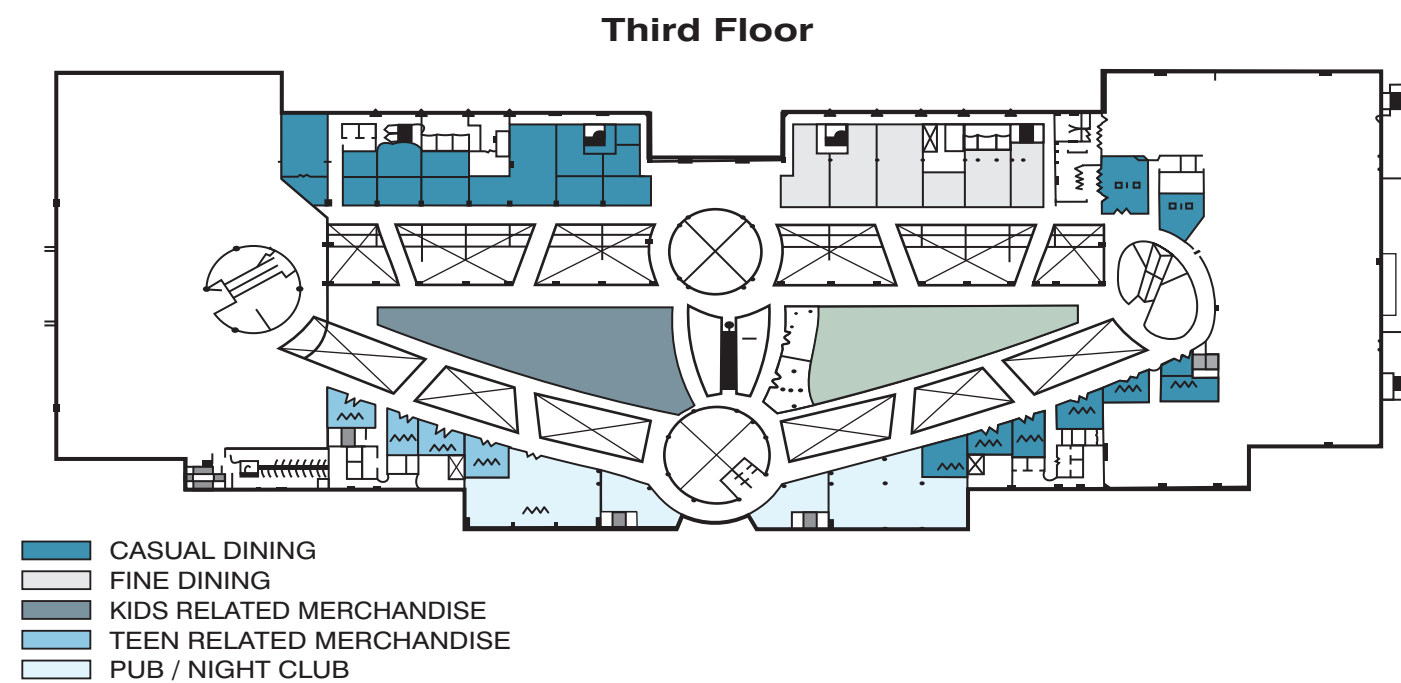 Third Floor
CASUAL DINING
FINE DINING
KIDS RELATED MERCHANDISE
TEEN RELATED MERCHANDISE
PUB / NIGHT CLUB